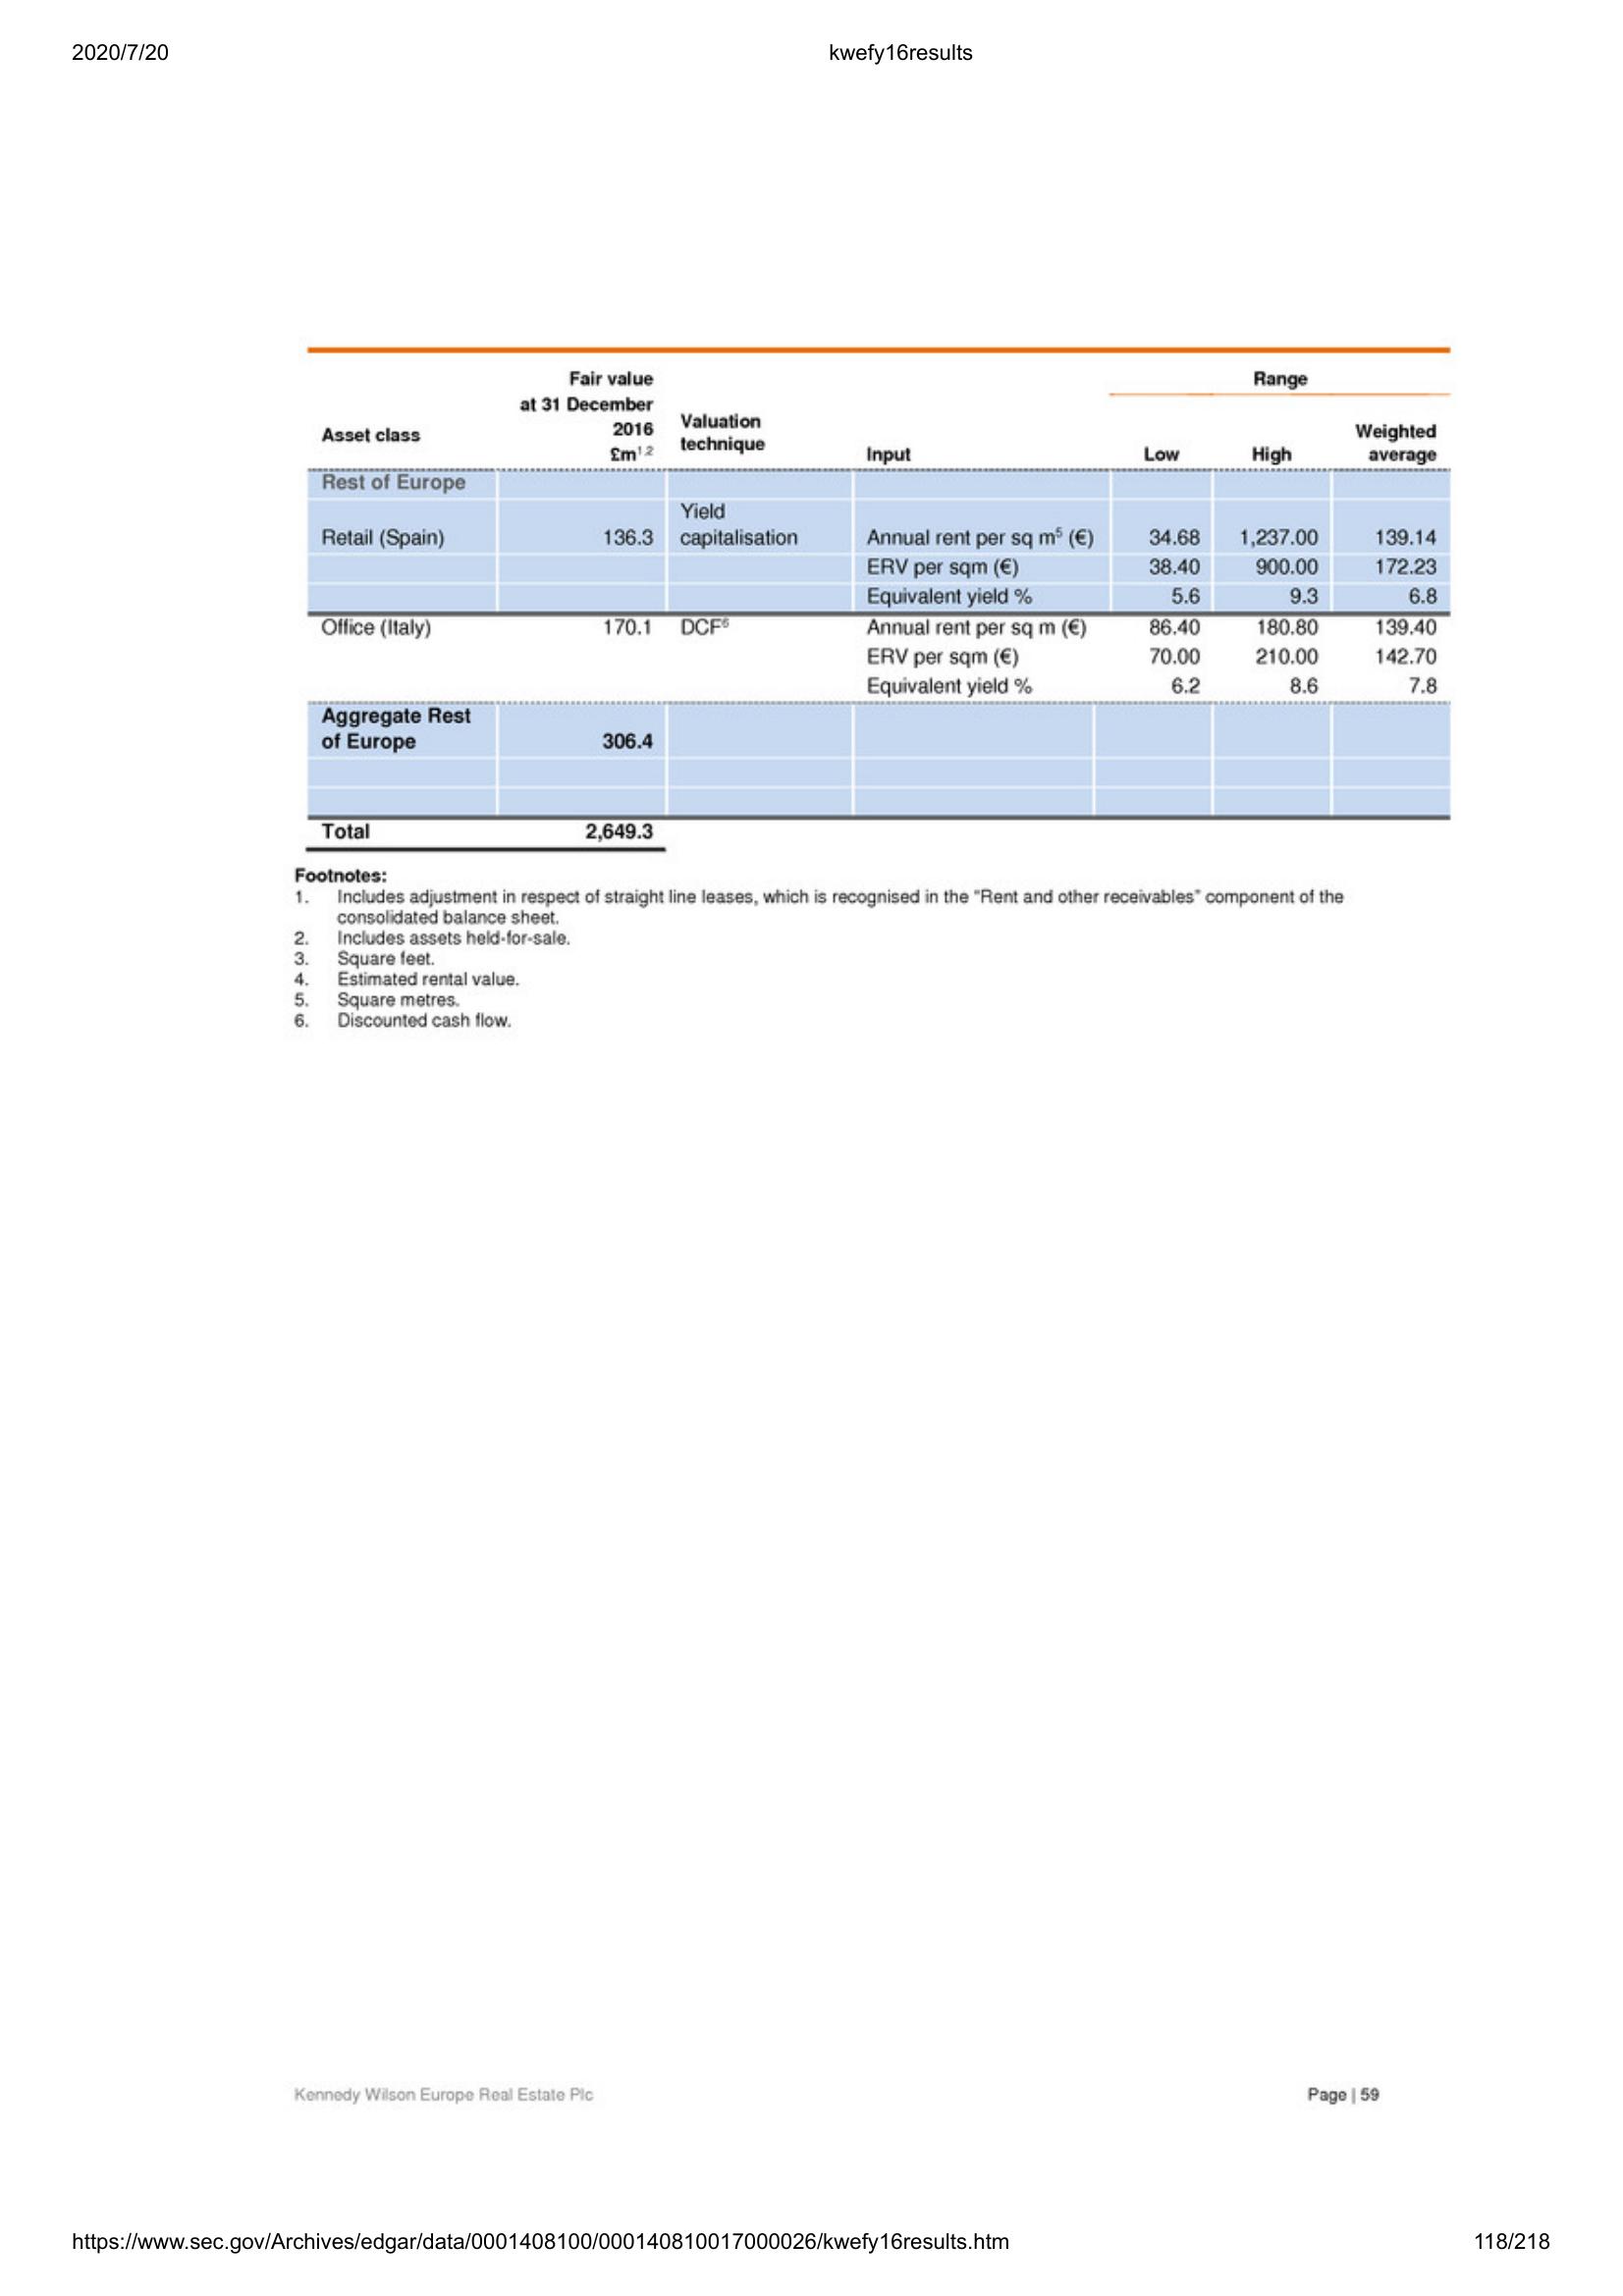 2020/7/20 kwefy16results
Fair value at 31 December 2016 £m1,2 Range
Asset class Valuation technique Input Low High Weighted average
Rest of Europe
Retail (Spain) 136.3 Yield capitalisation Annual rent per sq m5 (€) 34.68 1,237.00 139.14
ERV per sqm (€) 38.40 900.00 172.23
Equivalent yield % 5.6 9.3 6.8
Office (Italy) 170.1 DCF6 Annual rent per sq m (€) 86.40 180.80 139.40
ERV per sqm (€) 70.00 210.00 142.70
Equivalent yield % 6.2 8.6 7.8
Aggregate Rest
of Europe 306.4
Total 2,649.3
Footnotes:
1. Includes adjustment in respect of straight line leases, which is recognised in the "Rent and other receivables" component of the
consolidated balance sheet.
2. Includes assets held-for-sale.
3. Square feet.
4. Estimated rental value.
5. Square metres.
6. Discounted cash flow.
Kennedy Wilson Europe Real Estate Plc Page | 59
https://www.sec.gov/Archives/edgar/data/0001408100/000140810017000026/kwefy16results.htm 118/218